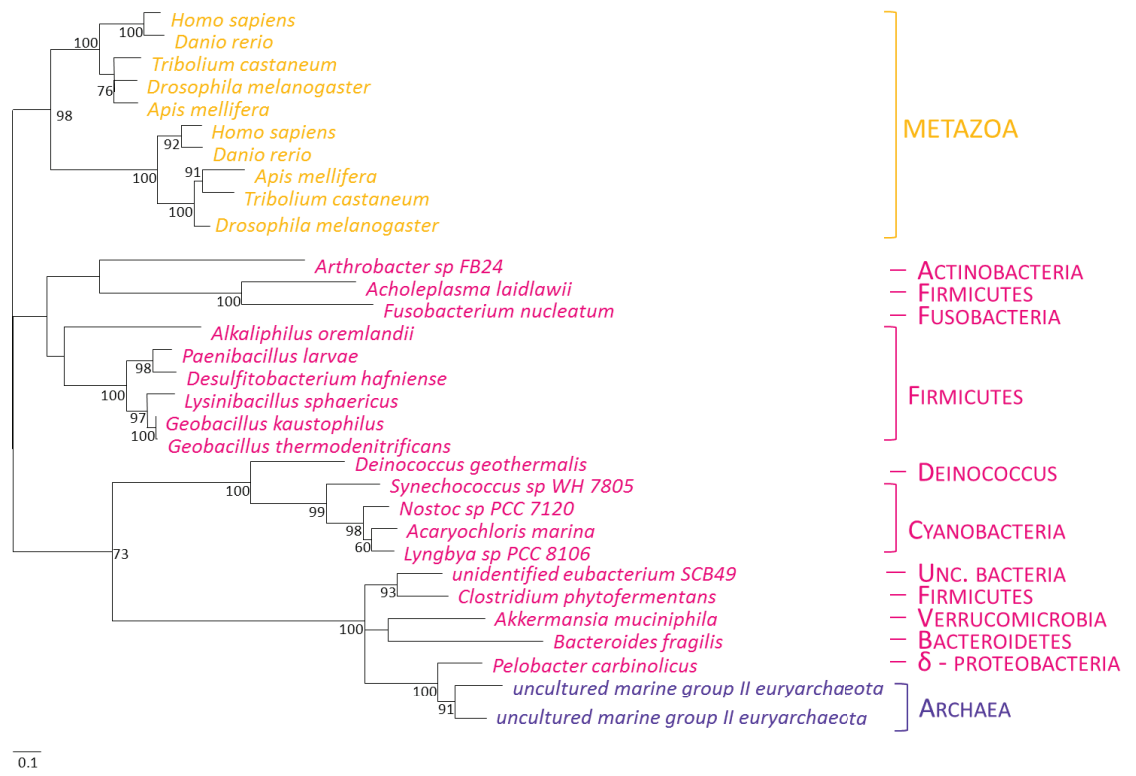 Homo sapiens
100
Danio rerio
Tribolium castaneum
76
Drosophila melanogaster
98
Apis mellifera
METAZOA
Homo sapiens
92
Danio rerio
91
Apis mellifera
100
Tribolium castaneum
100
Drosophila melanogaster
Arthrobacter sp FB24
ACTINOBACTERIA
Acholeplasma laidlawii
FIRMICUTES
100
Fusobacterium nucleatum
FUSOBACTERIA
Alkaliphilus oremlandii
Paenibacillus larvae
98
Desulfitobacterium hafniense
100
Lysinibacillus sphaericus
FIRMICUTES
97
Geobacillus kaustophilus
100
Geobacillus thermodenitrificans
Deinococcus geothermalis
DEINOCOCCUS
100
Synechococcus sp WH 7805
99
Nostoc sp PCC 7120
98
Acaryochloris marina
CYANOBACTERIA
60
Lyngbya sp PCC 8106
73
unidentified eubacterium SCB49
UNC. BACTERIA
93
Clostridium phytofermentans
FIRMICUTES
Akkermansia muciniphila
VERRUCOMICROBIA
100
Bacteroides fragilis
BACTEROIDETES
Pelobacter carbinolicus
δ - PROTEOBACTERIA
100
uncultured marine group II euryarchaeota
91
ARCHAEA
uncultured marine group II euryarchaeota
0.1